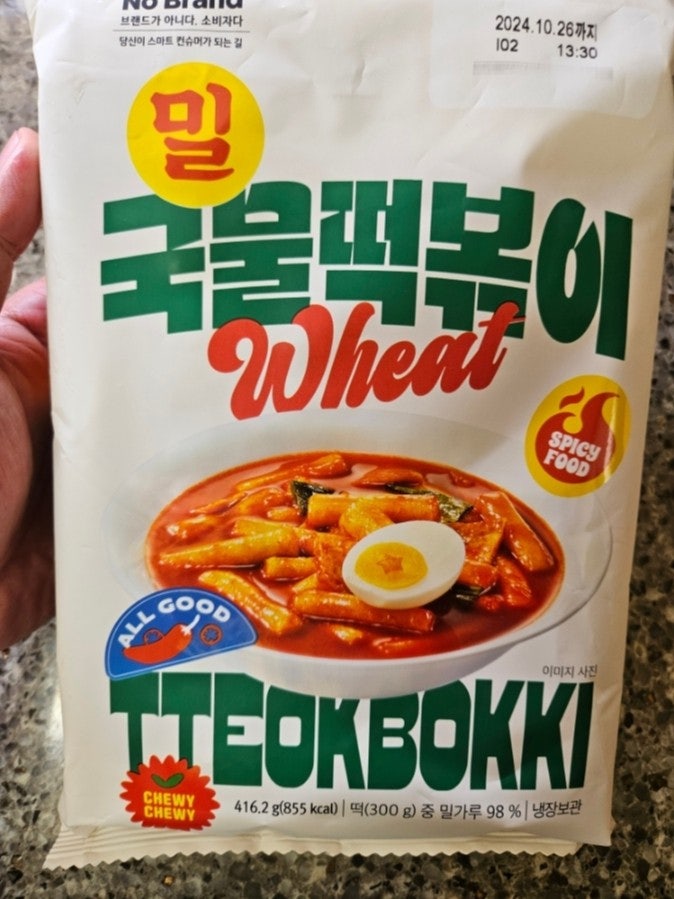 No Brand
브랜드가 아니다. 소비자다
당신이 스마트 컨슈머가 되는 길
2024.10.26까지
I02 13:30
밀
국물떡볶이
Wheat
SPICY
FOOD
ALL GOOD
이미지 사진
TTEOKBOKKI
CHEWY
CHEWY
416.2 g(855 kcal) | 떡(300 g) 중 밀가루 98 % | 냉장보관